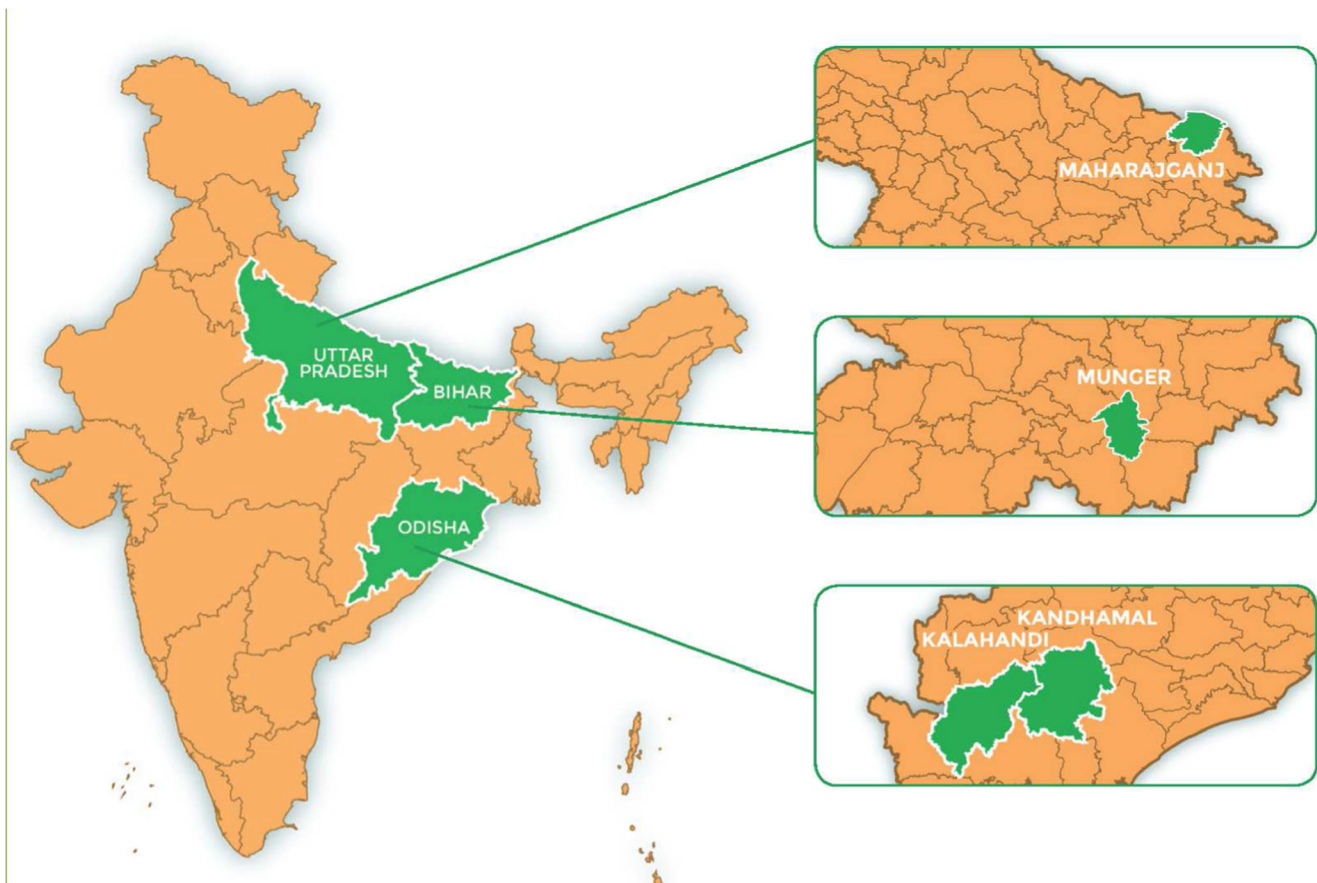 UTTAR
PRADESH
BIHAR
ODISHA
MAHARAJGANJ
MUNGER
KANDHAMAL
KALAHANDI